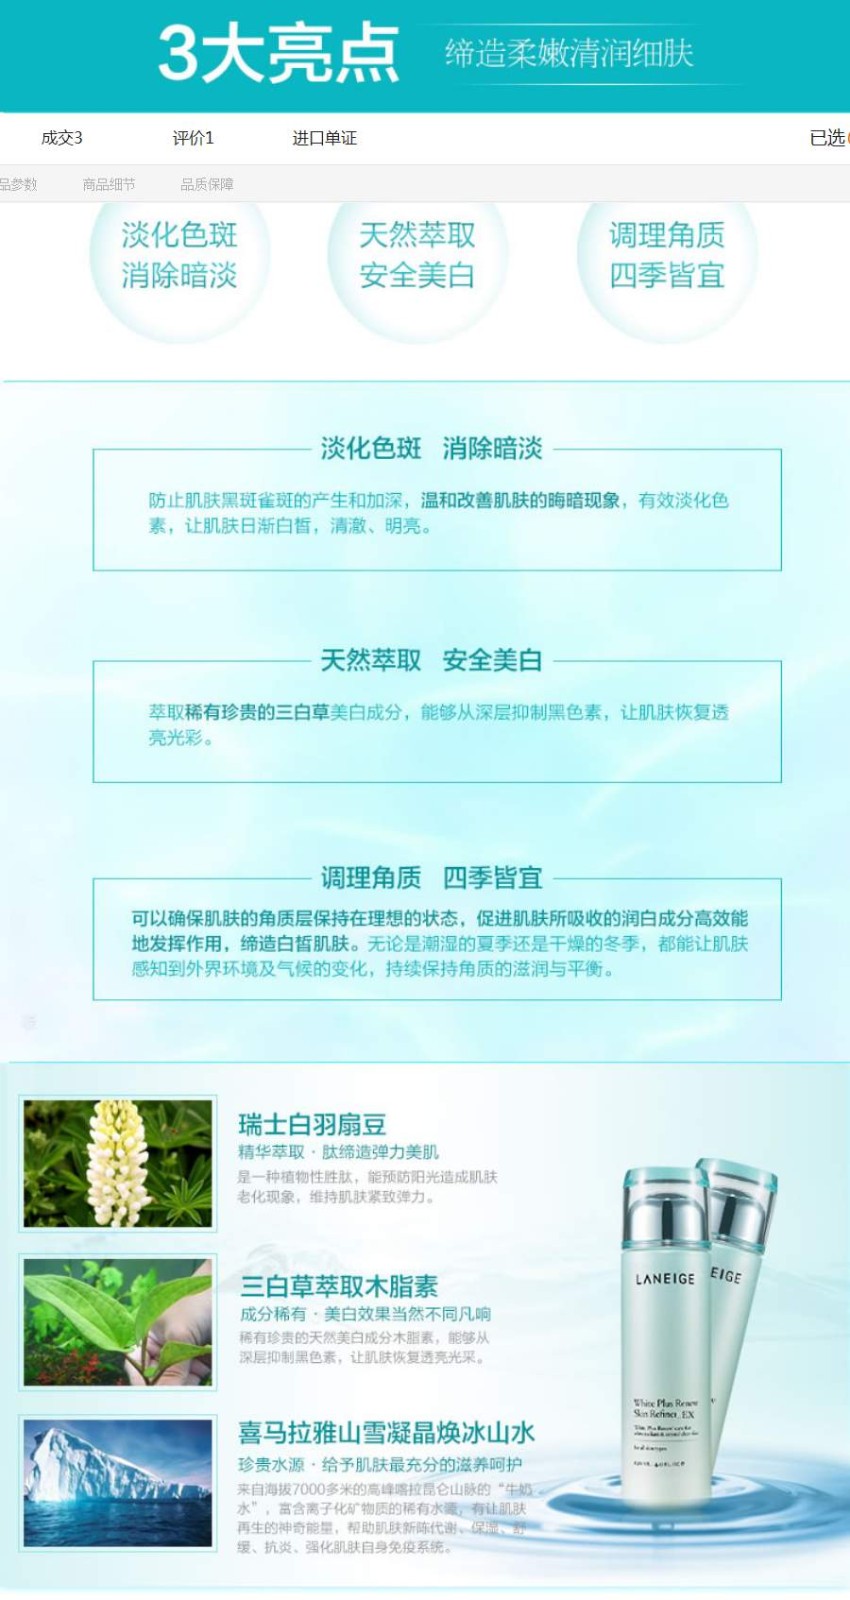 3大亮点
缔造柔嫩清润细肤
成交3
评价1
进口单证
已选
品参数
商品细节
品质保障
淡化色斑
消除暗淡
天然萃取
安全美白
调理角质
四季皆宜
淡化色斑 消除暗淡
防止肌肤黑斑雀斑的产生和加深，温和改善肌肤的晦暗现象，有效淡化色
素，让肌肤日渐白皙，清澈、明亮。
天然萃取 安全美白
萃取稀有珍贵的三白草美白成分，能够从深层抑制黑色素，让肌肤恢复透
亮光彩。
调理角质 四季皆宜
可以确保肌肤的角质层保持在理想的状态，促进肌肤所吸收的润白成分高效能
地发挥作用，缔造白皙肌肤。无论是潮湿的夏季还是干燥的冬季，都能让肌肤
感知到外界环境及气候的变化，持续保持角质的滋润与平衡。
瑞士白羽扇豆
精华萃取 · 肽缔造弹力美肌
是一种植物性胜肽，能预防阳光造成肌肤
老化现象，维持肌肤紧致弹力。
三白草萃取木脂素
成分稀有 · 美白效果当然不同凡响
稀有珍贵的天然美白成分木脂素，能够从
深层抑制黑色素，让肌肤恢复透亮光采。
喜马拉雅山雪凝晶焕冰山水
珍贵水源 · 给予肌肤最充分的滋养呵护
来自海拔7000多米的高峰喀拉昆仑山脉的“牛奶
水”，富含离子化矿物质的稀有水源，有让肌肤
再生的神奇能量，帮助肌肤新陈代谢、保湿、舒
缓、抗炎、强化肌肤自身免疫系统。
LANEIGE
EIGE
White Plus Renew
Skin Refiner_EX